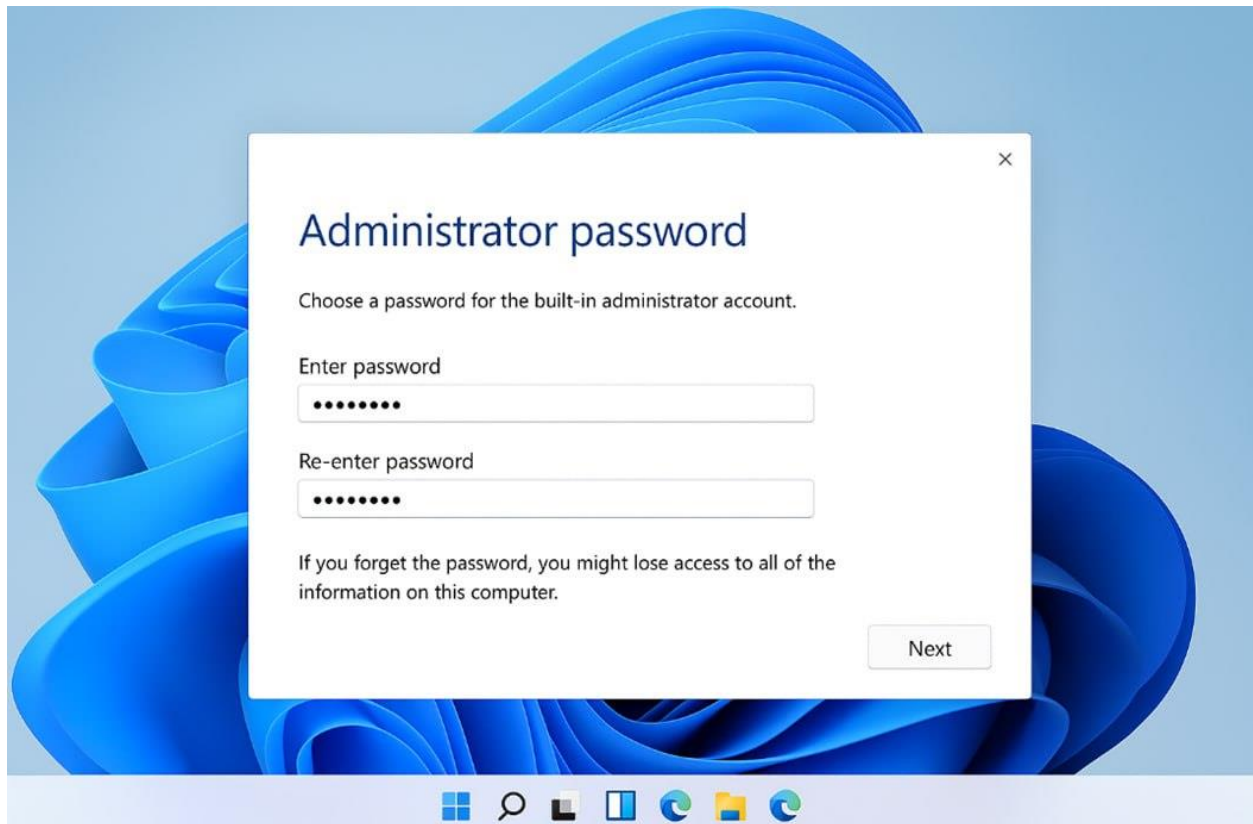 Administrator password
Choose a password for the built-in administrator account.
Enter password
••••••••
Re-enter password
••••••••
If you forget the password, you might lose access to all of the
information on this computer.
Next